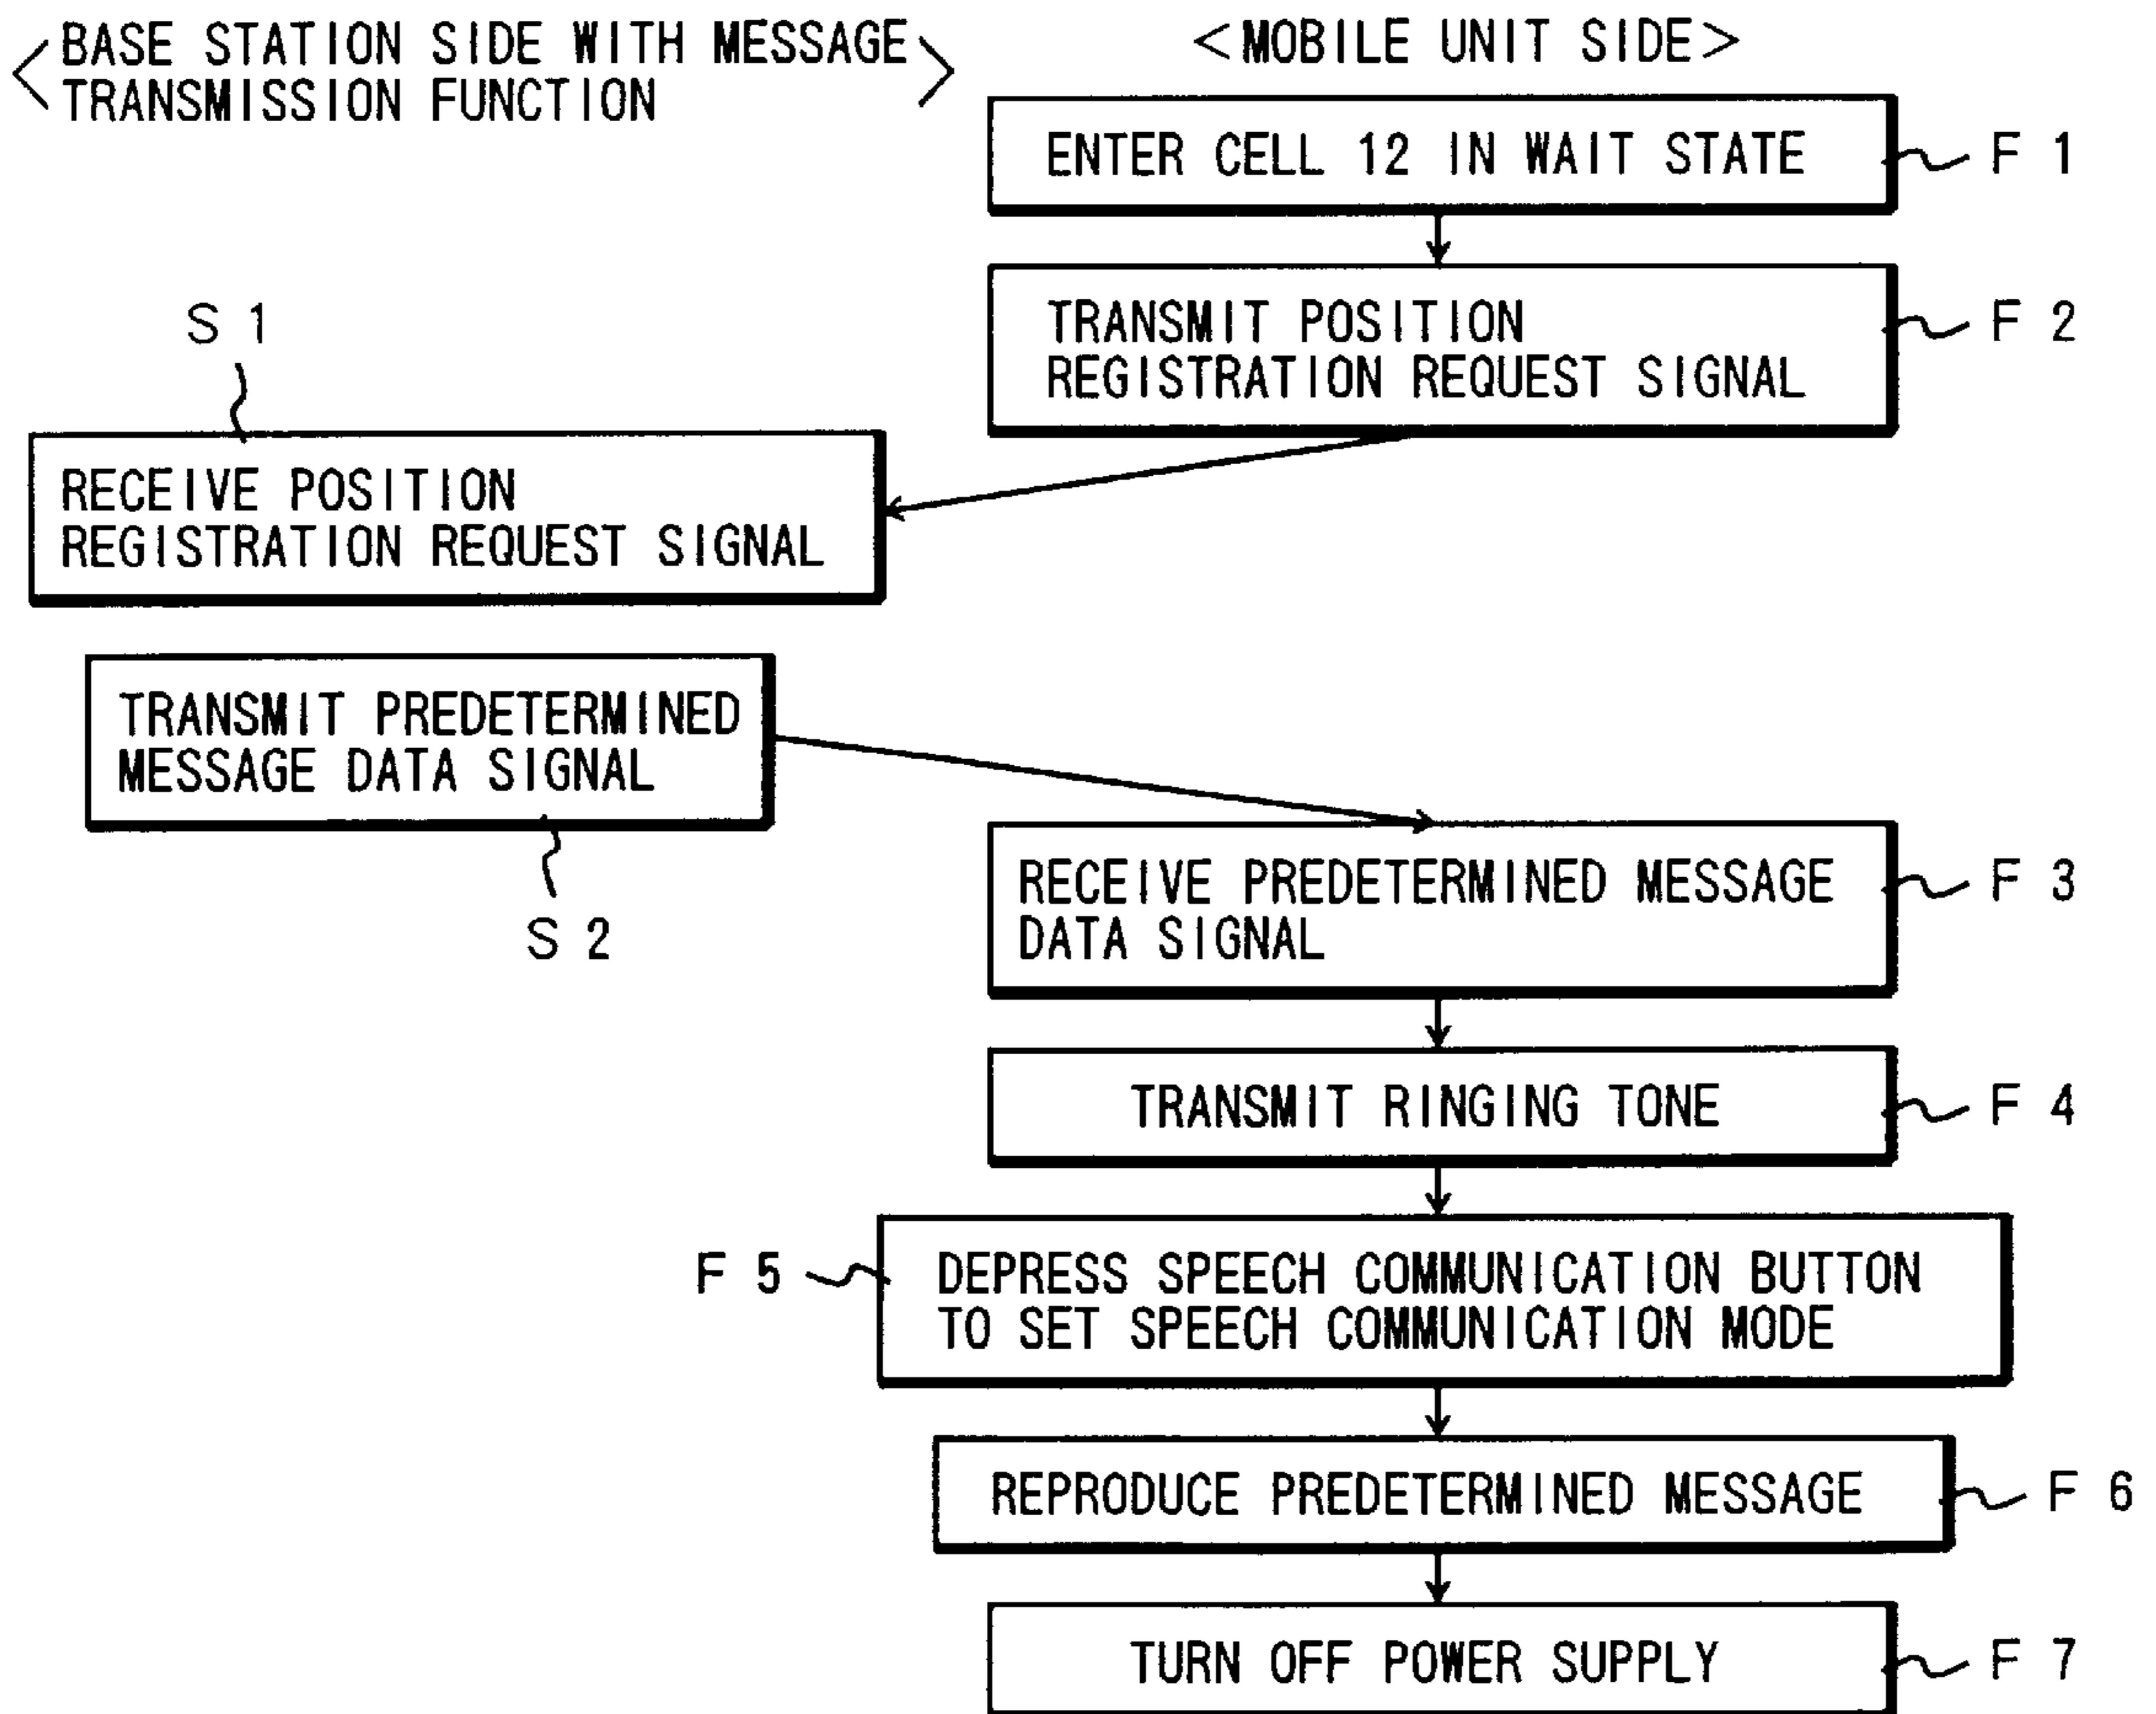 BASE STATION SIDE WITH MESSAGE
TRANSMISSION FUNCTION
<MOBILE UNIT SIDE>
ENTER CELL 12 IN WAIT STATE
F 1
TRANSMIT POSITION
REGISTRATION REQUEST SIGNAL
F 2
S 1
RECEIVE POSITION
REGISTRATION REQUEST SIGNAL
TRANSMIT PREDETERMINED
MESSAGE DATA SIGNAL
S 2
RECEIVE PREDETERMINED MESSAGE
DATA SIGNAL
F 3
TRANSMIT RINGING TONE
F 4
F 5
DEPRESS SPEECH COMMUNICATION BUTTON
TO SET SPEECH COMMUNICATION MODE
REPRODUCE PREDETERMINED MESSAGE
F 6
TURN OFF POWER SUPPLY
F 7